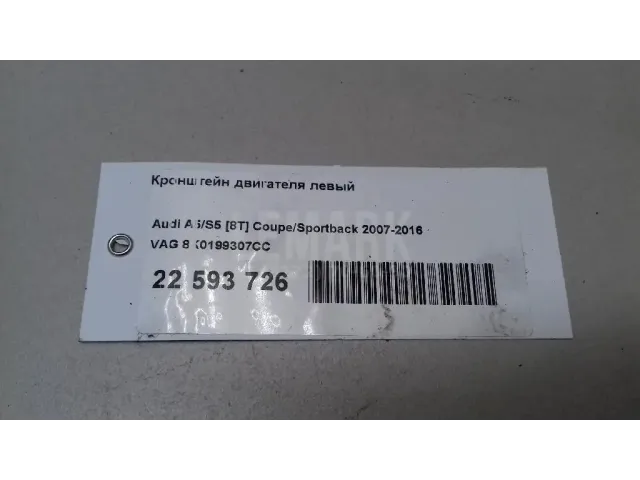 Кронштейн двигателя левый
Audi A5/S5 [8T] Coupe/Sportback 2007-2016
VAG 8K0199307CC
22 593 726